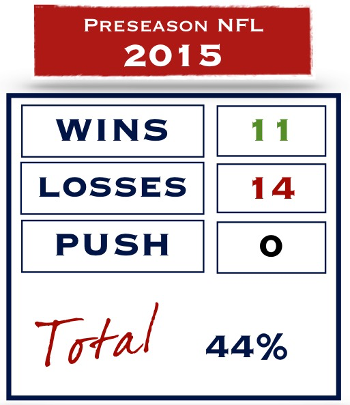 PRESEASON NFL
2015
WINS 11
LOSSES 14
PUSH 0
Total 44%